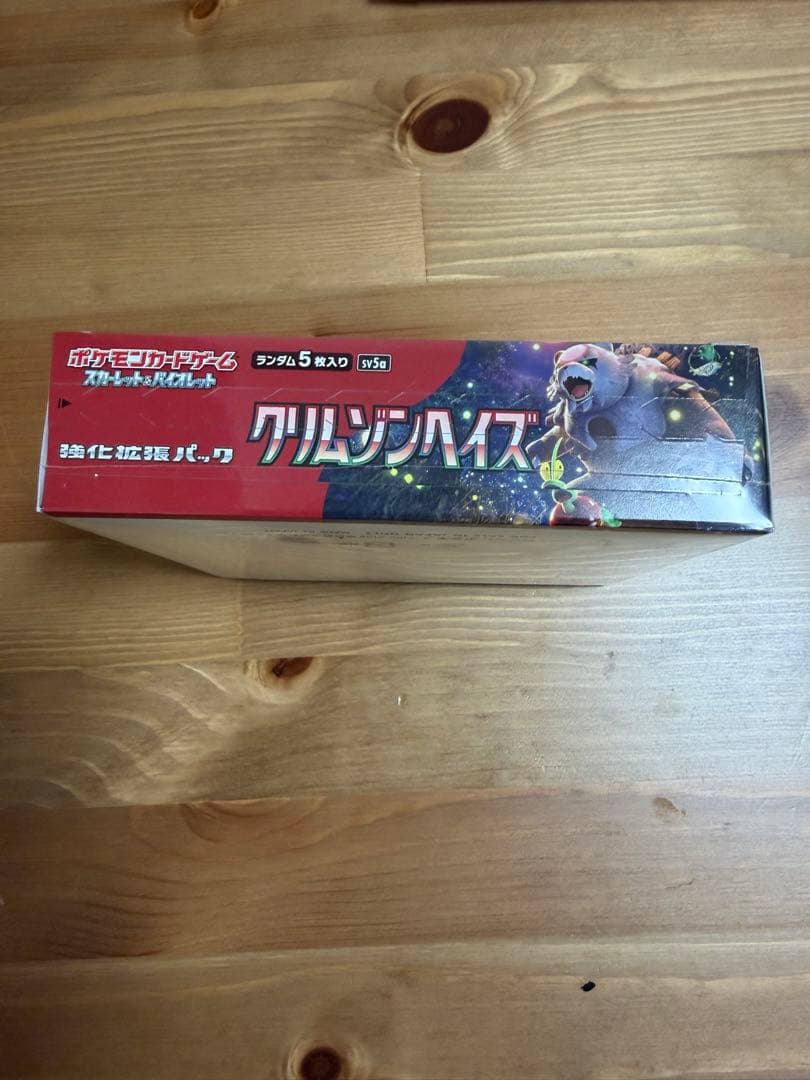 ポケモンカードゲーム
スカーレット&バイオレット
ランダム5枚入り sv5a
強化拡張パック
クリムゾンヘイズ